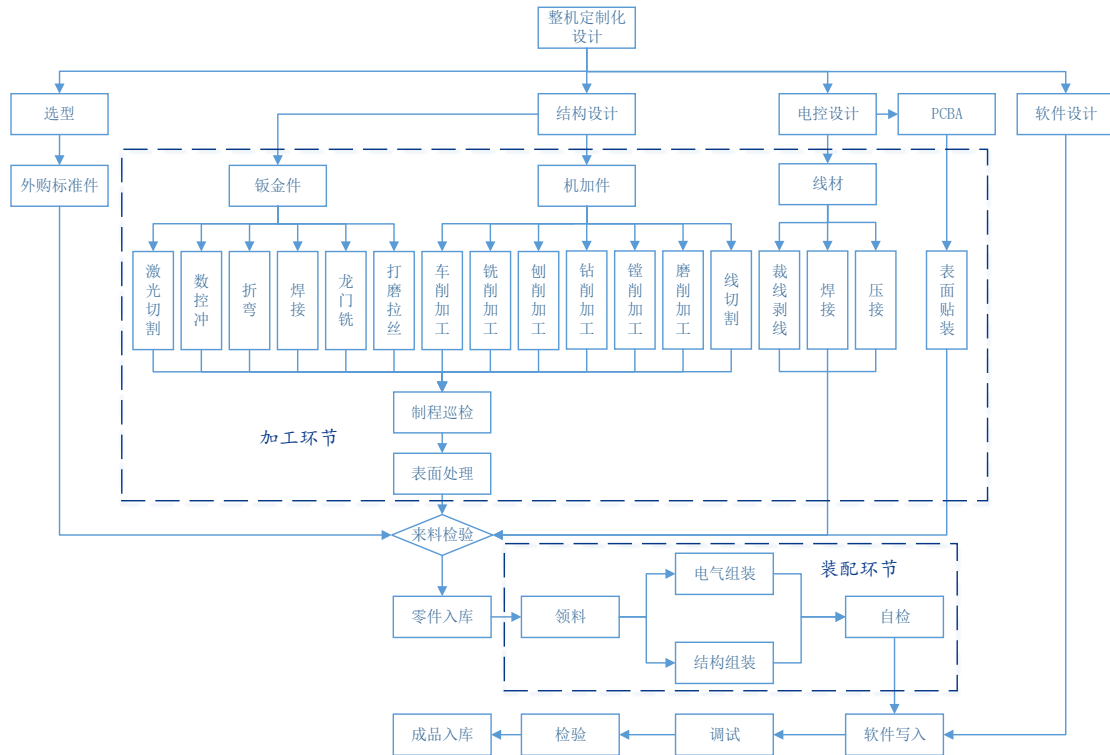 整机定制化
设计
选型
结构设计
电控设计
PCBA
软件设计
外购标准件
钣金件
机加件
线材
激光切割
数控冲
折弯
焊接
龙门铣
打磨拉丝
车削加工
铣削加工
刨削加工
钻削加工
镗削加工
磨削加工
线切割
裁线剥线
焊接
压接
表面贴装
制程巡检
加工环节
表面处理
来料检验
装配环节
电气组装
零件入库
领料
自检
结构组装
成品入库
检验
调试
软件写入